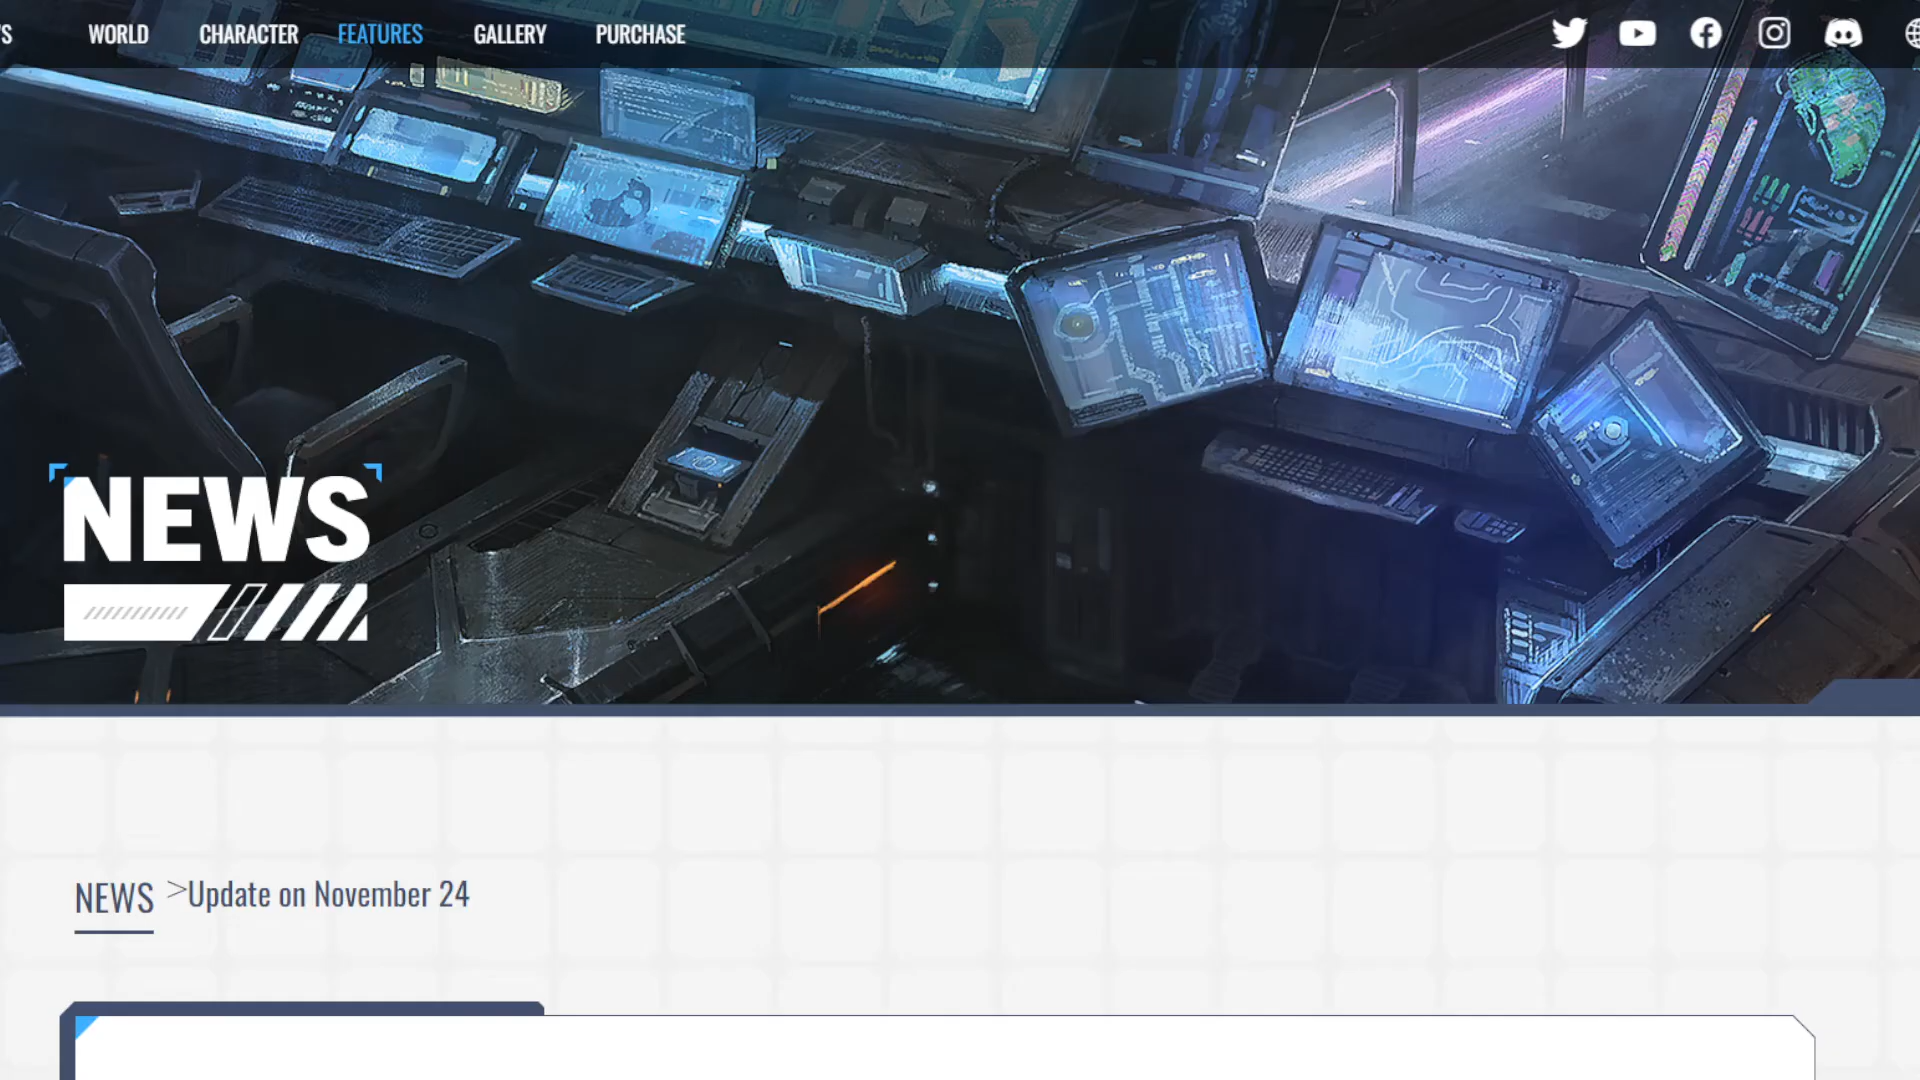 WORLD CHARACTER FEATURES GALLERY PURCHASE
NEWS
NEWS >Update on November 24